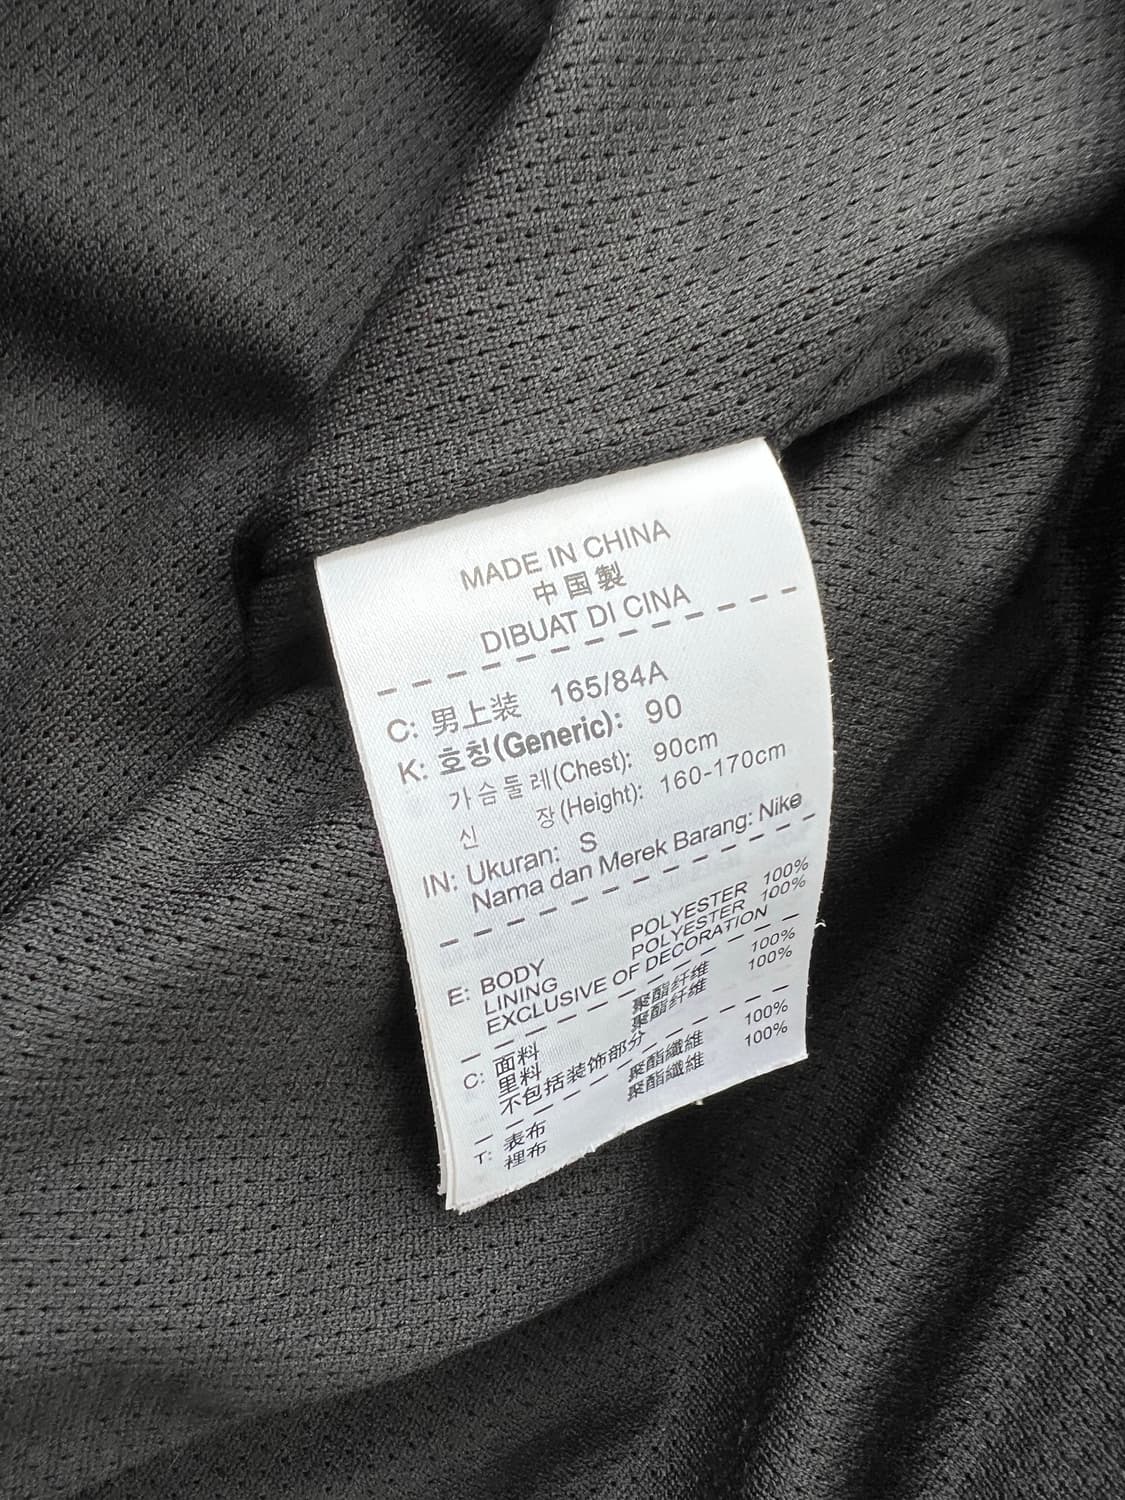 MADE IN CHINA
中国製
DIBUAT DI CINA
C: 男上装 165/84A
K: 호칭(Generic): 90
가슴둘레(Chest): 90cm
신 장(Height): 160-170cm
IN: Ukuran: S
Nama dan Merek Barang: Nike
E: BODY POLYESTER 100%
LINING POLYESTER 100%
EXCLUSIVE OF DECORATION
C: 面料 聚酯纤维 100%
里料 聚酯纤维 100%
不包括装饰部分
T: 表布 聚酯纖維 100%
裡布 聚酯纖維 100%